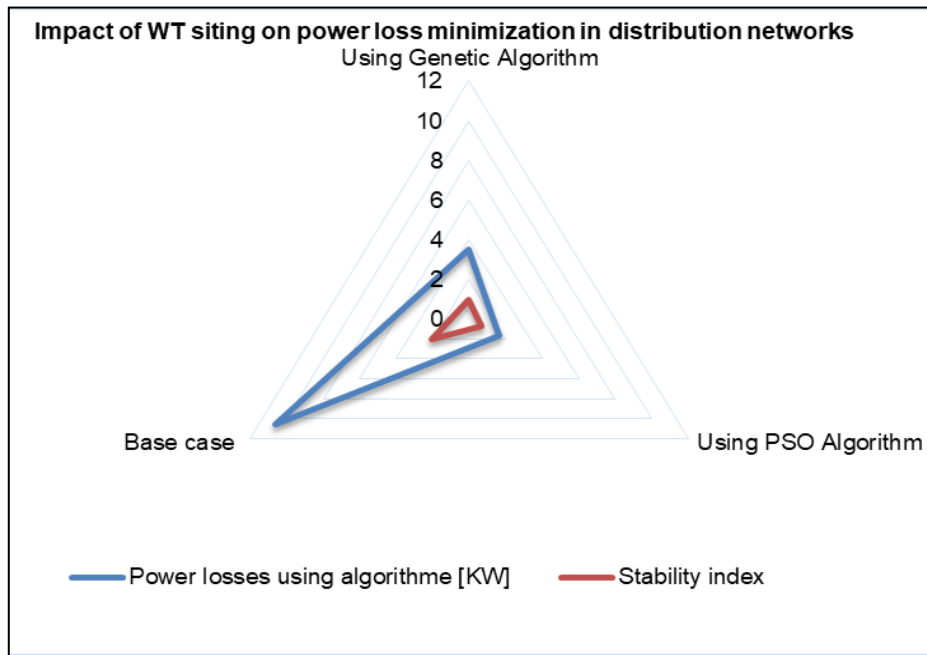 Impact of WT siting on power loss minimization in distribution networks
Using Genetic Algorithm
12
10
8
6
4
2
0
Base case
Using PSO Algorithm
Power losses using algorithme [KW]
Stability index